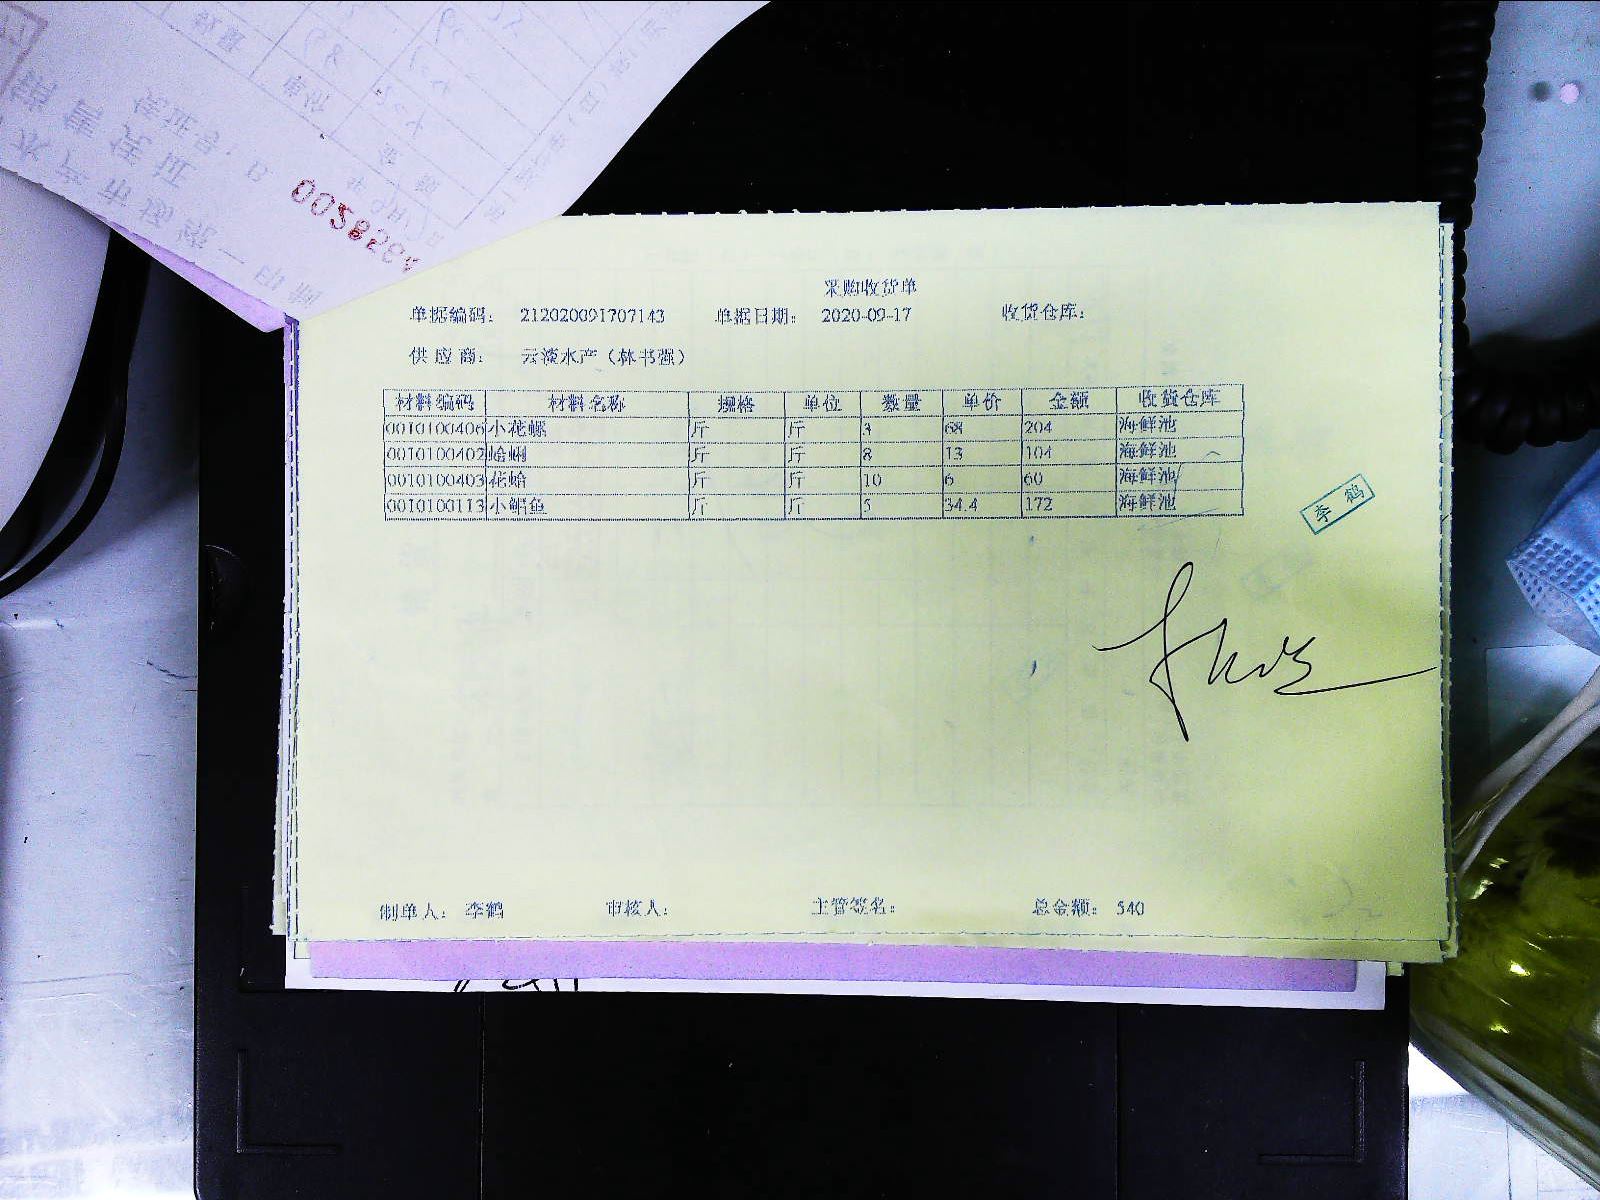 采购收货单
单据编码: 212020091707143 单据日期: 2020-09-17 收货仓库:
供应商: 云淡水产（林书强）
材料编码 材料名称 规格 单位 数量 单价 金额 收货仓库
0010100406 小花螺 斤 斤 3 68 204 海鲜池
0010100402 蛤蜊 斤 斤 8 13 104 海鲜池
0010100403 花蛤 斤 斤 10 6 60 海鲜池
0010100113 小鲳鱼 斤 斤 5 34.4 172 海鲜池
李鹤
制单人: 李鹤 审核人: 主管签名: 总金额: 540